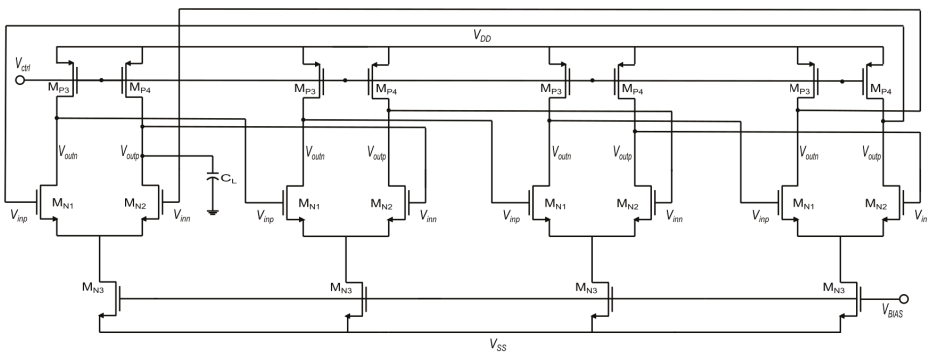 V_DD
V_ctrl
M_P3 M_P4 M_P3 M_P4 M_P3 M_P4 M_P3 M_P4
V_outn V_outp V_outn V_outp V_outn V_outp V_outn V_outp
C_L
M_N1 M_N2 M_N1 M_N2 M_N1 M_N2 M_N1 M_N2
V_inp V_inn V_inp V_inn V_inp V_inn V_inp V_in
M_N3 M_N3 M_N3 M_N3
V_BIAS
V_SS